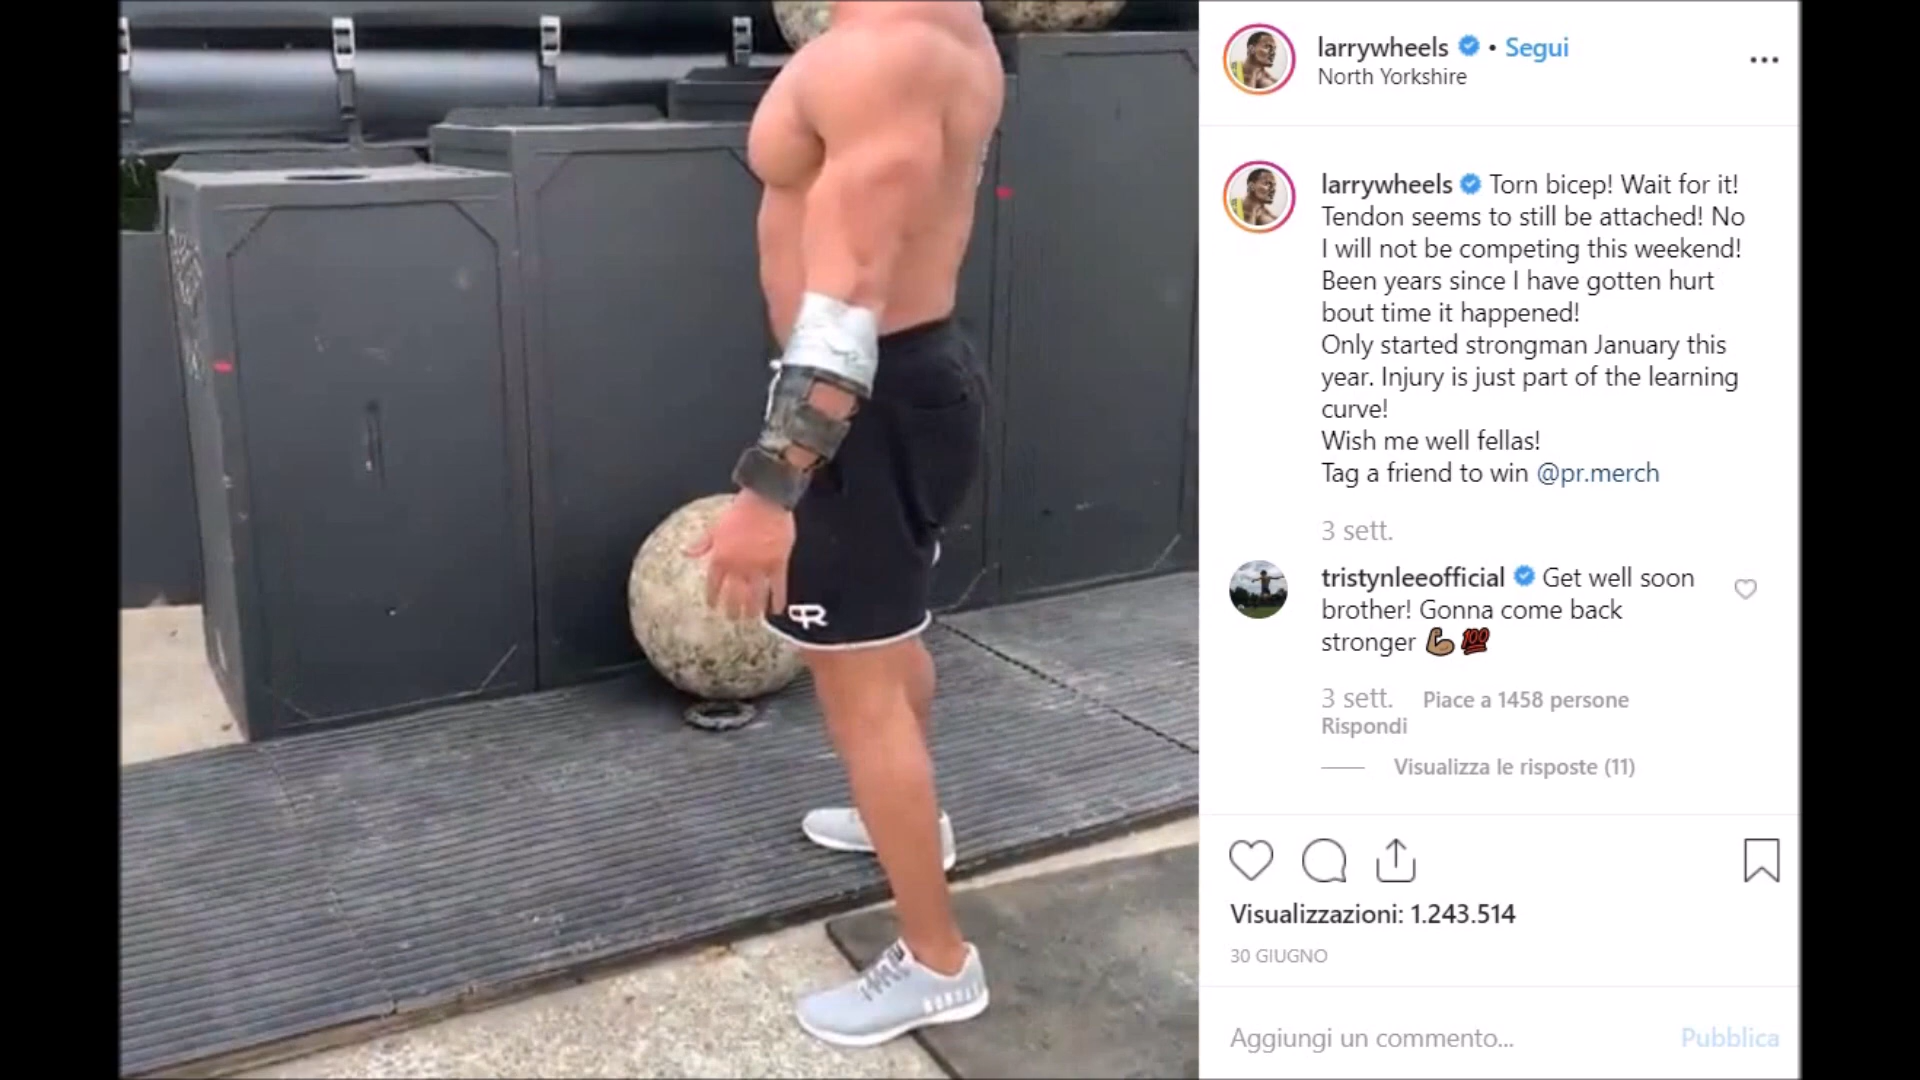 larrywheels • Segui
North Yorkshire
larrywheels Torn bicep! Wait for it!
Tendon seems to still be attached! No
I will not be competing this weekend!
Been years since I have gotten hurt
bout time it happened!
Only started strongman January this
year. Injury is just part of the learning
curve!
Wish me well fellas!
Tag a friend to win @pr.merch
3 sett.
tristynleeofficial Get well soon
brother! Gonna come back
stronger 💪🏽💯
3 sett. Piace a 1458 persone
Rispondi
Visualizza le risposte (11)
Visualizzazioni: 1.243.514
30 GIUGNO
Aggiungi un commento... Pubblica
PR